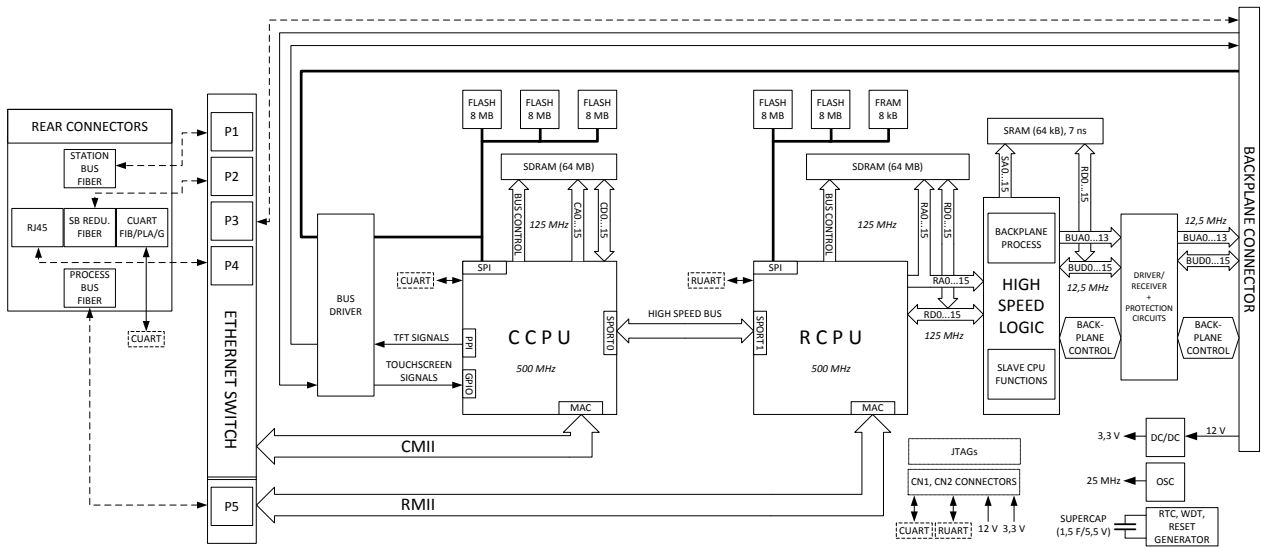 REAR CONNECTORS
STATION
BUS
FIBER
RJ45
SB REDU.
FIBER
CUART
FIB/PLA/G
PROCESS
BUS
FIBER
CUART
P1
P2
P3
P4
ETHERNET SWITCH
P5
BUS
DRIVER
FLASH
8 MB
FLASH
8 MB
FLASH
8 MB
SDRAM (64 MB)
BUS CONTROL
125 MHz
CA0...15
CD0...15
CUART
SPI
CCPU
500 MHz
SPORT0
PPI
GPIO
MAC
TFT SIGNALS
TOUCHSCREEN
SIGNALS
HIGH SPEED BUS
CMII
RMII
FLASH
8 MB
FLASH
8 MB
FRAM
8 kB
SDRAM (64 MB)
BUS CONTROL
125 MHz
RA0...15
RD0...15
RUART
SPI
SPORT1
RCPU
500 MHz
MAC
RA0...15
RD0...15
125 MHz
SRAM (64 kB), 7 ns
SA0...15
RD0...15
BACKPLANE
PROCESS
HIGH
SPEED
LOGIC
SLAVE CPU
FUNCTIONS
BUA0...13
BUD0...15
12,5 MHz
BACK-
PLANE
CONTROL
DRIVER/
RECEIVER
+
PROTECTION
CIRCUITS
12,5 MHz
BUA0...13
BUD0...15
BACK-
PLANE
CONTROL
BACKPLANE CONNECTOR
JTAGs
CN1, CN2 CONNECTORS
CUART
RUART
12 V
3,3 V
3,3 V
DC/DC
12 V
25 MHz
OSC
SUPERCAP
(1,5 F/5,5 V)
RTC, WDT,
RESET
GENERATOR